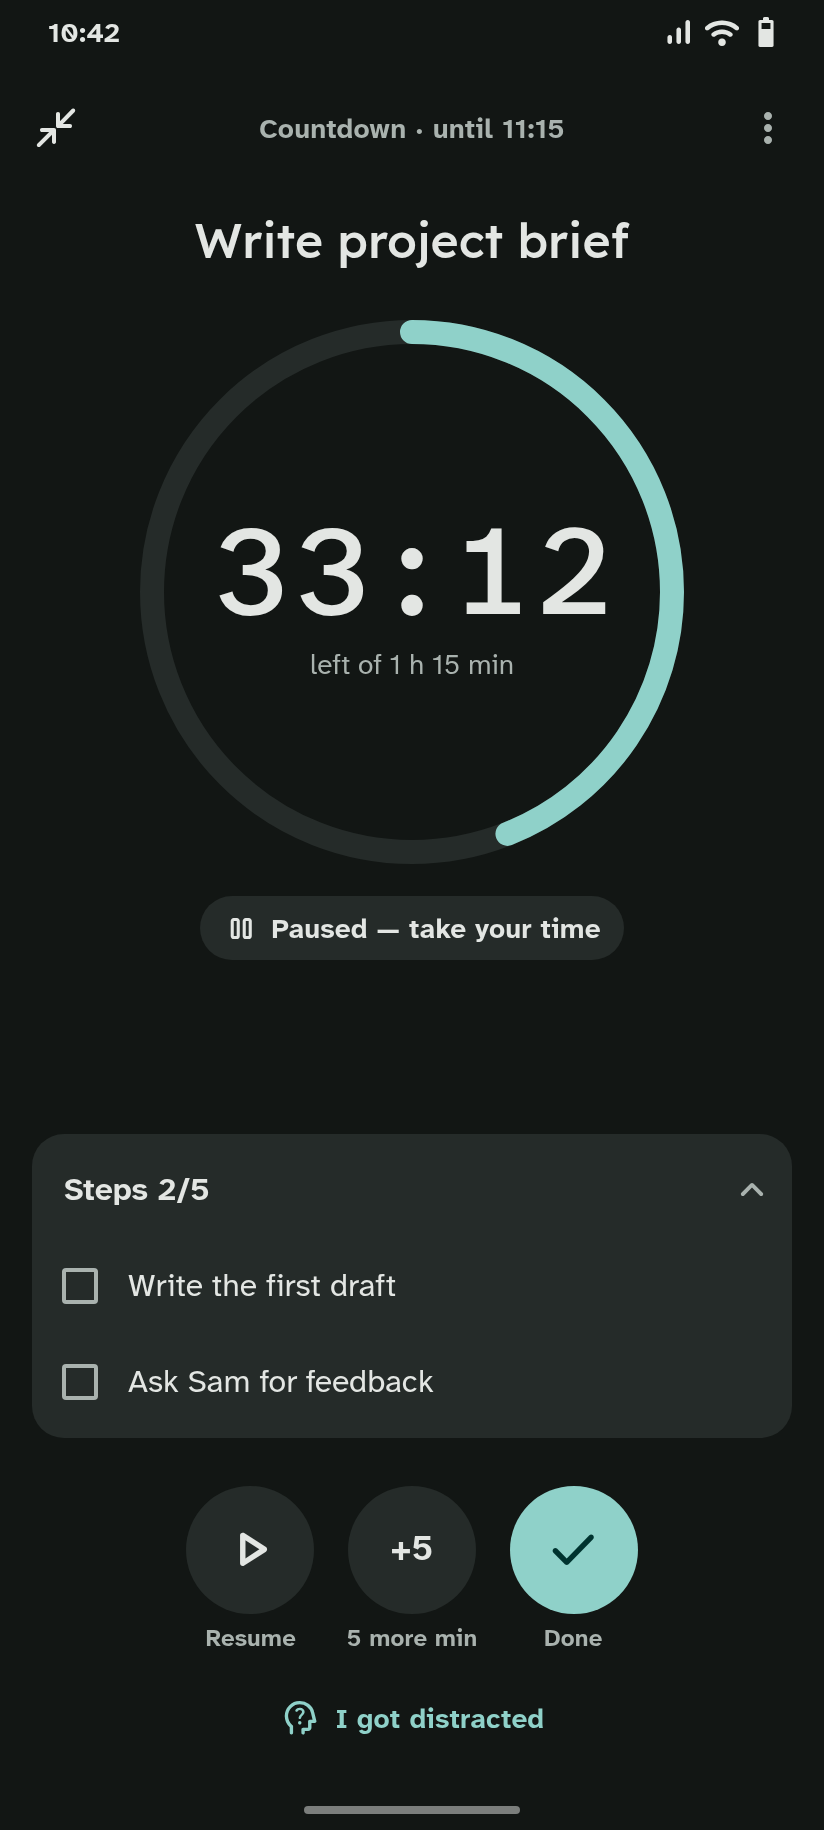 10:42
Countdown · until 11:15
Write project brief
33:12
left of 1 h 15 min
Paused — take your time
Steps 2/5
Write the first draft
Ask Sam for feedback
+5
Resume
5 more min
Done
I got distracted